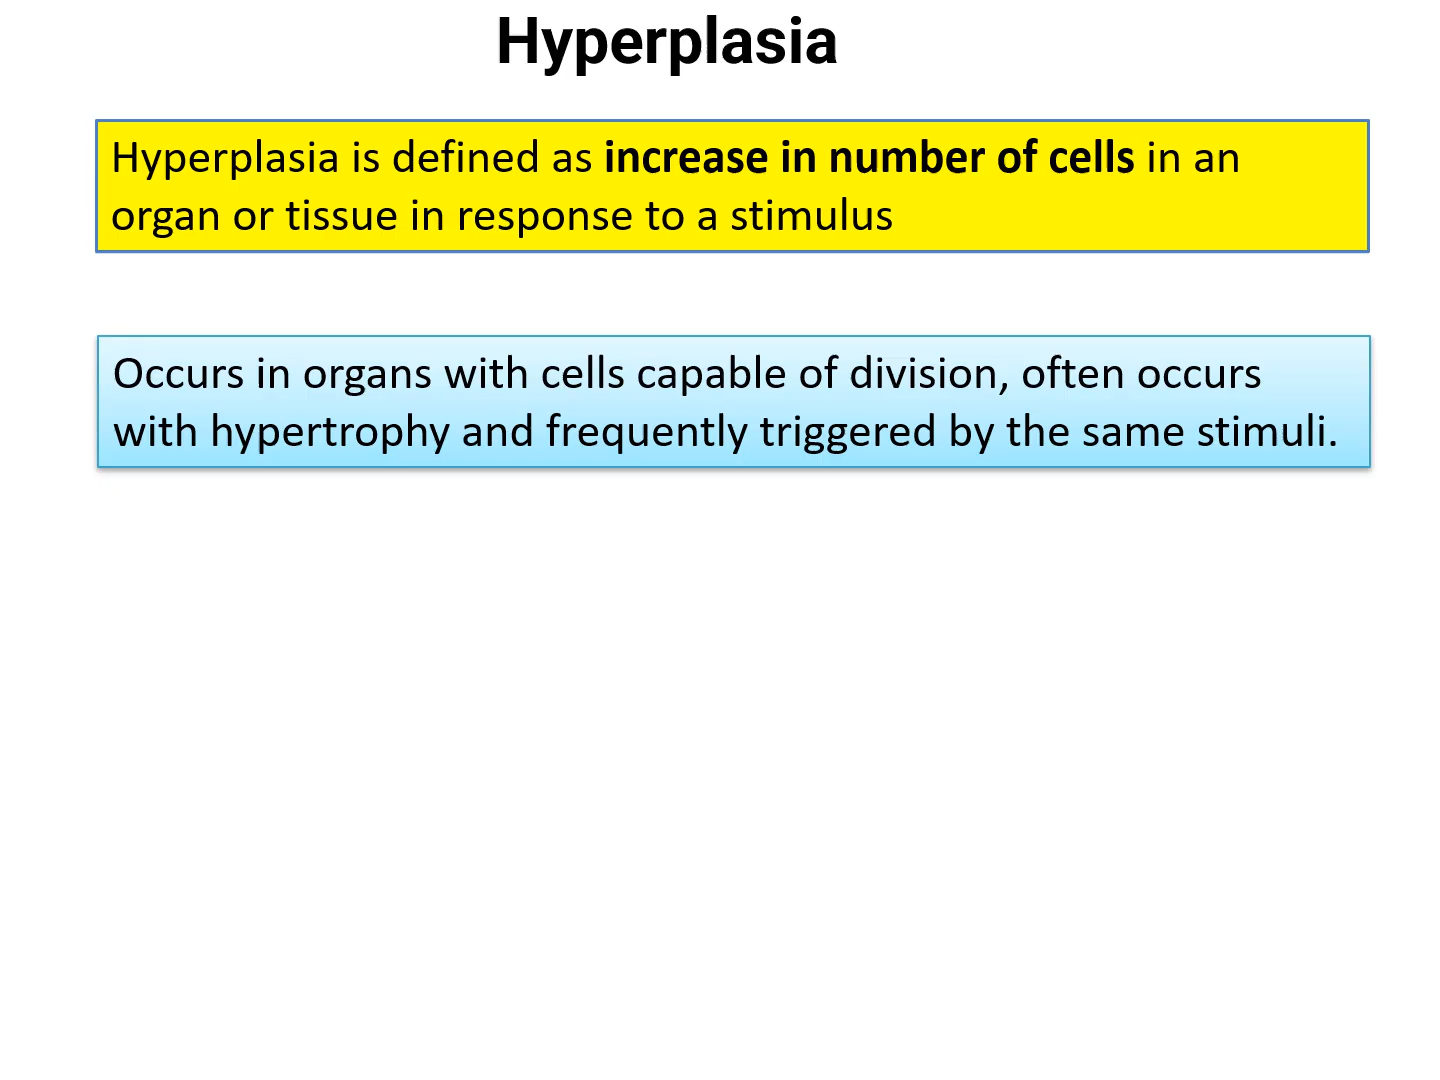 Hyperplasia
Hyperplasia is defined as increase in number of cells in an
organ or tissue in response to a stimulus
Occurs in organs with cells capable of division, often occurs
with hypertrophy and frequently triggered by the same stimuli.